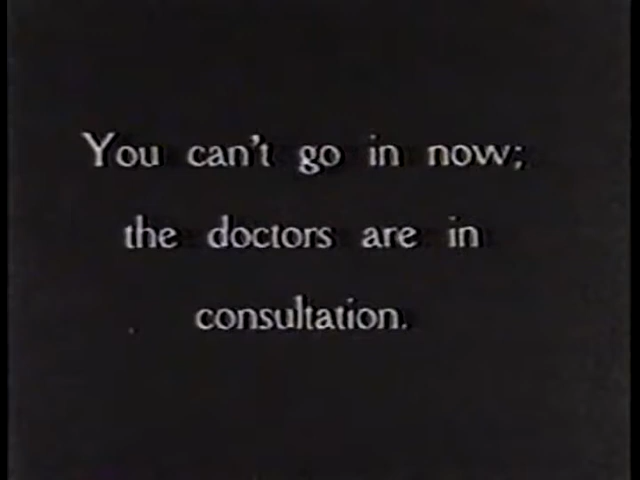 You can't go in now;
the doctors are in
consultation.